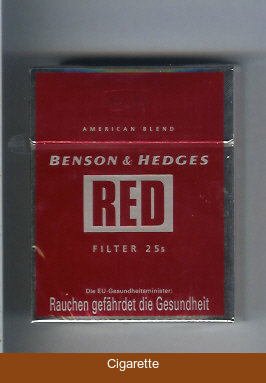 AMERICAN BLEND
BENSON & HEDGES
RED
FILTER 25s
Die EU-Gesundheitsminister:
Rauchen gefährdet die Gesundheit
Cigarette